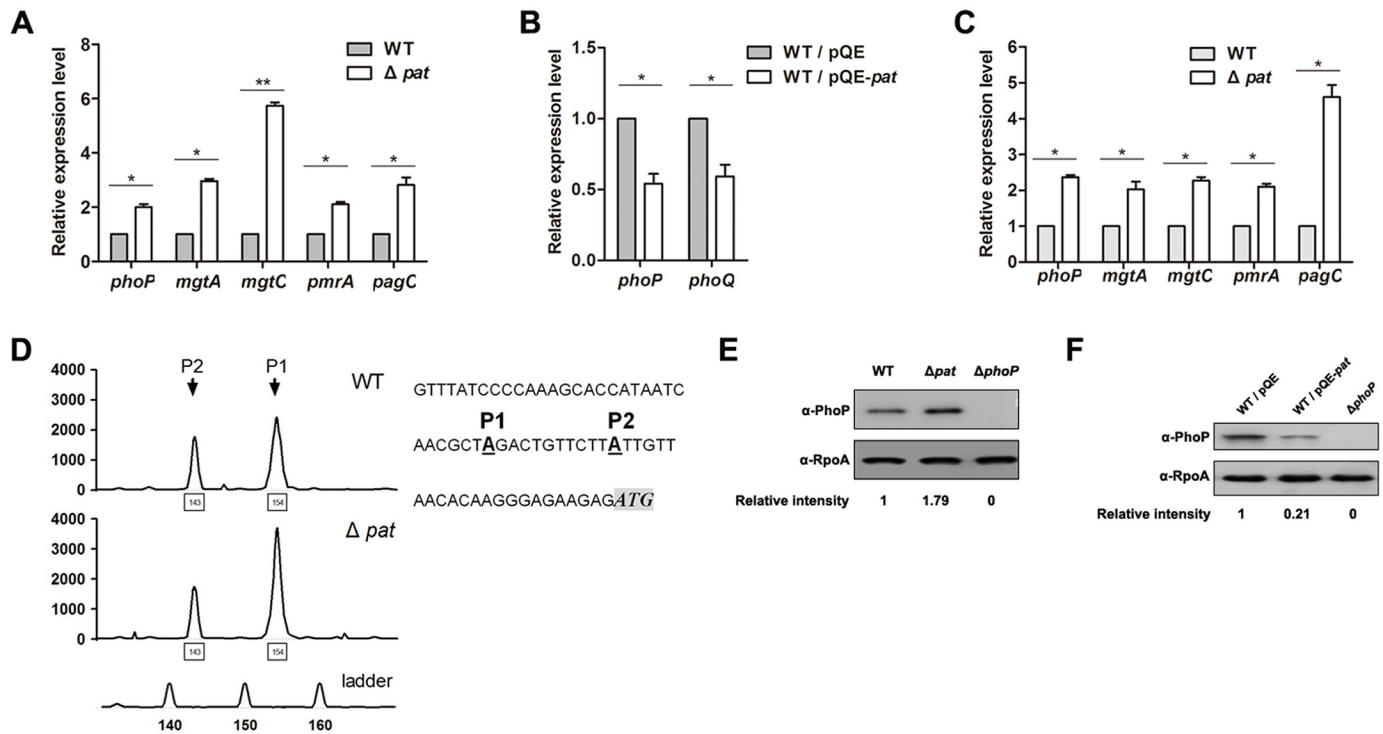 A
Relative expression level
8
6
4
2
0
WT
Δ pat
*
*
**
*
*
phoP mgtA mgtC pmrA pagC
B
Relative expression level
1.5
1.0
0.5
0.0
WT / pQE
WT / pQE-pat
* *
phoP phoQ
C
Relative expression level
6
5
4
3
2
1
0
WT
Δ pat
*
*
*
*
*
phoP mgtA mgtC pmrA pagC
D
P2 P1
WT
4000
3000
2000
1000
0
143 154
Δ pat
4000
3000
2000
1000
0
143 154
ladder
140 150 160
GTTTATCCCCAAAGCACCATAATC
P1 P2
AACGCTAGACTGTTCTTATTGTT
AACACAAGGGAGAAGAGATG
E
WT Δpat ΔphoP
α-PhoP
α-RpoA
Relative intensity 1 1.79 0
F
WT / pQE WT / pQE-pat ΔphoP
α-PhoP
α-RpoA
Relative intensity 1 0.21 0